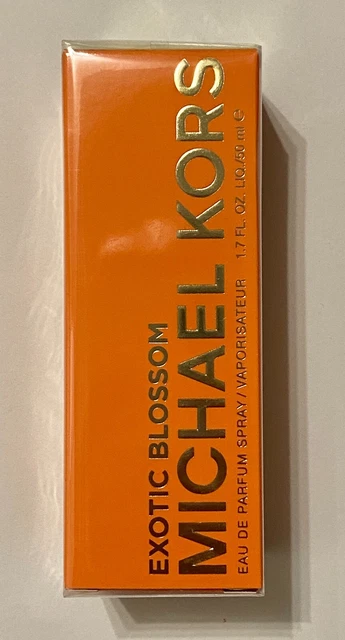 EXOTIC BLOSSOM
MICHAEL KORS
EAU DE PARFUM SPRAY / VAPORISATEUR 1.7 FL. OZ. LIQ./50 ml ℮